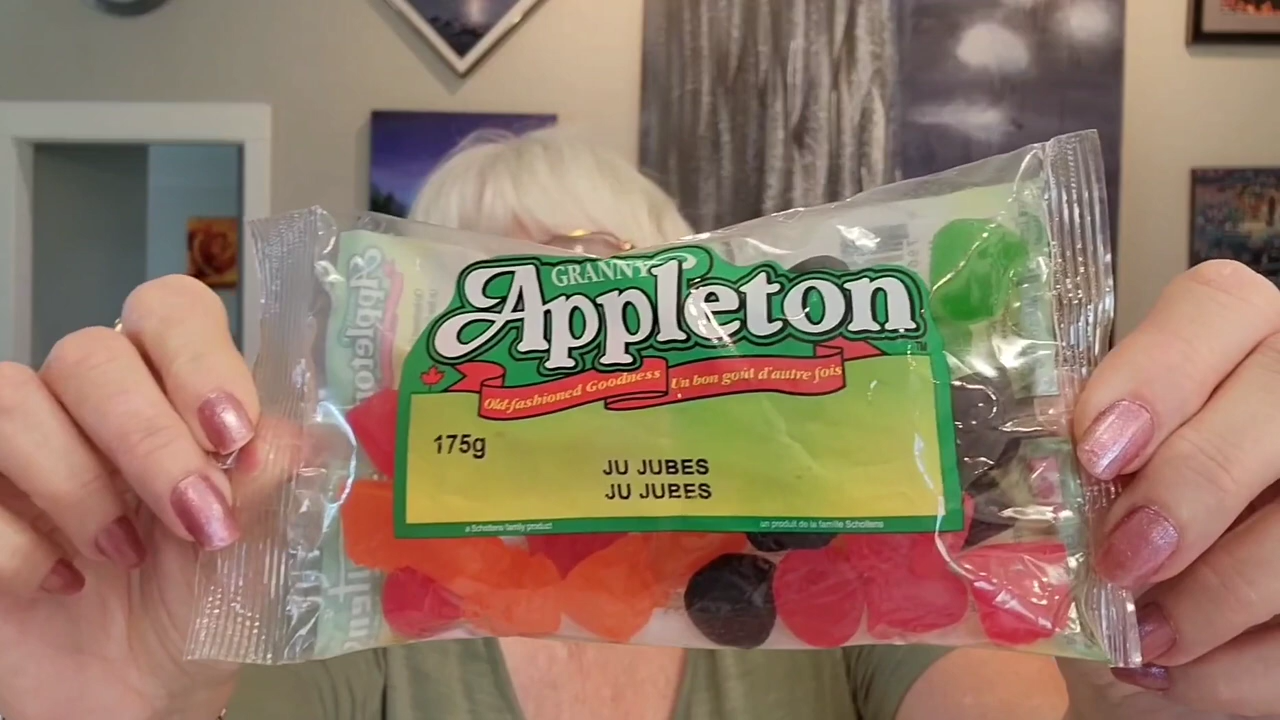 GRANNY
Appleton
TM
Old-fashioned Goodness
Un bon goût d'autre fois
175g
JU JUBES
JU JUBES
a Scholtens family product
un produit de la famille Scholtens